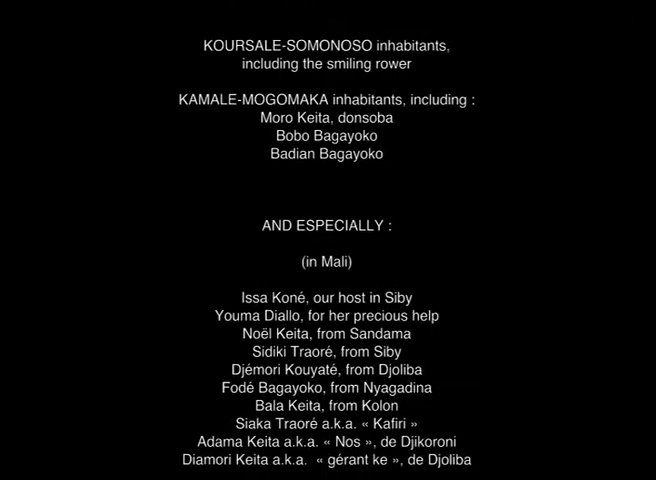 KOURSALE-SOMONOSO inhabitants,
including the smiling rower
KAMALE-MOGOMAKA inhabitants, including :
Moro Keita, donsoba
Bobo Bagayoko
Badian Bagayoko
AND ESPECIALLY :
(in Mali)
Issa Koné, our host in Siby
Youma Diallo, for her precious help
Noël Keita, from Sandama
Sidiki Traoré, from Siby
Djémori Kouyaté, from Djoliba
Fodé Bagayoko, from Nyagadina
Bala Keita, from Kolon
Siaka Traoré a.k.a. « Kafiri »
Adama Keita a.k.a. « Nos », de Djikoroni
Diamori Keita a.k.a.  « gérant ke », de Djoliba